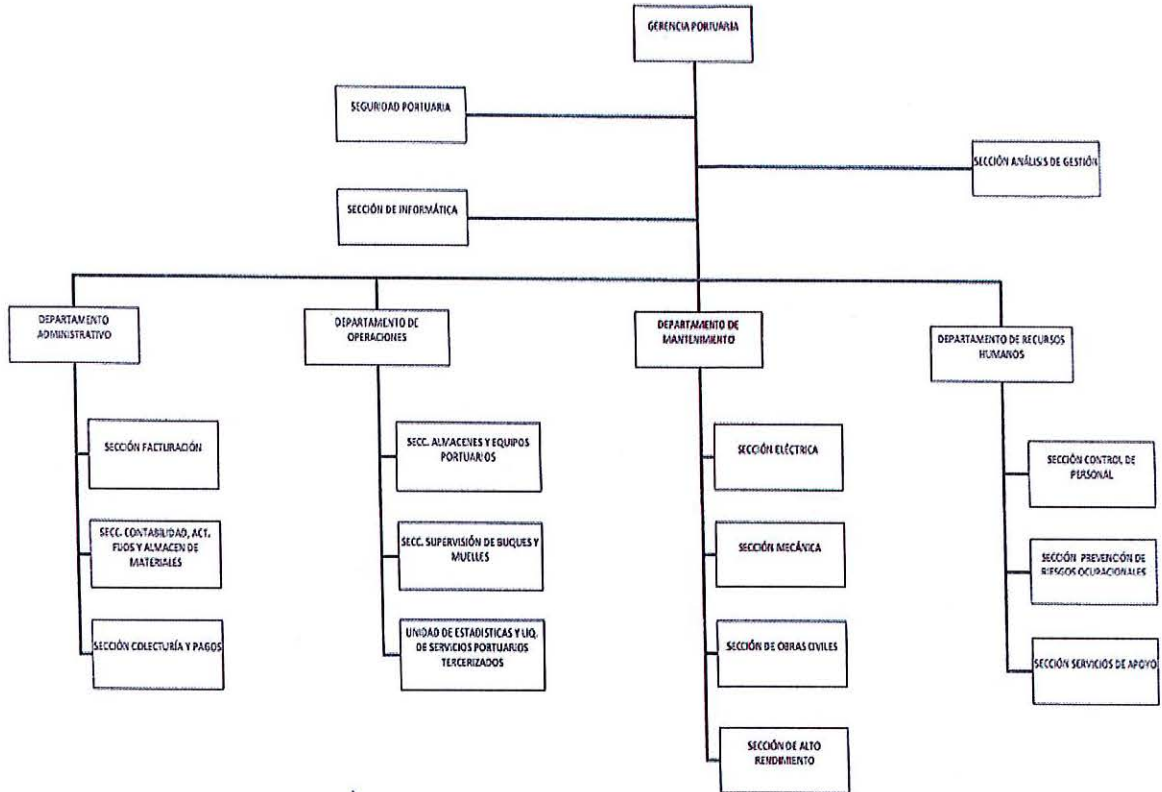 GERENCIA PORTUARIA
SEGURIDAD PORTUARIA
SECCIÓN ANÁLISIS DE GESTIÓN
SECCIÓN DE INFORMÁTICA
DEPARTAMENTO
ADMINISTRATIVO
DEPARTAMENTO DE
OPERACIONES
DEPARTAMENTO DE
MANTENIMIENTO
DEPARTAMENTO DE RECURSOS
HUMANOS
SECCIÓN FACTURACIÓN
SECC. CONTABILIDAD, ACT.
FIJOS Y ALMACEN DE
MATERIALES
SECCIÓN COLECTURÍA Y PAGOS
SECC. ALMACENES Y EQUIPOS
PORTUARIOS
SECC. SUPERVISIÓN DE BUQUES Y
MUELLES
UNIDAD DE ESTADISTICAS Y LIQ.
DE SERVICIOS PORTUARIOS
TERCERIZADOS
SECCIÓN ELÉCTRICA
SECCIÓN MECÁNICA
SECCIÓN DE OBRAS CIVILES
SECCIÓN DE ALTO
RENDIMIENTO
SECCIÓN CONTROL DE
PERSONAL
SECCIÓN PREVENCIÓN DE
RIESGOS OCUPACIONALES
SECCIÓN SERVICIOS DE APOYO